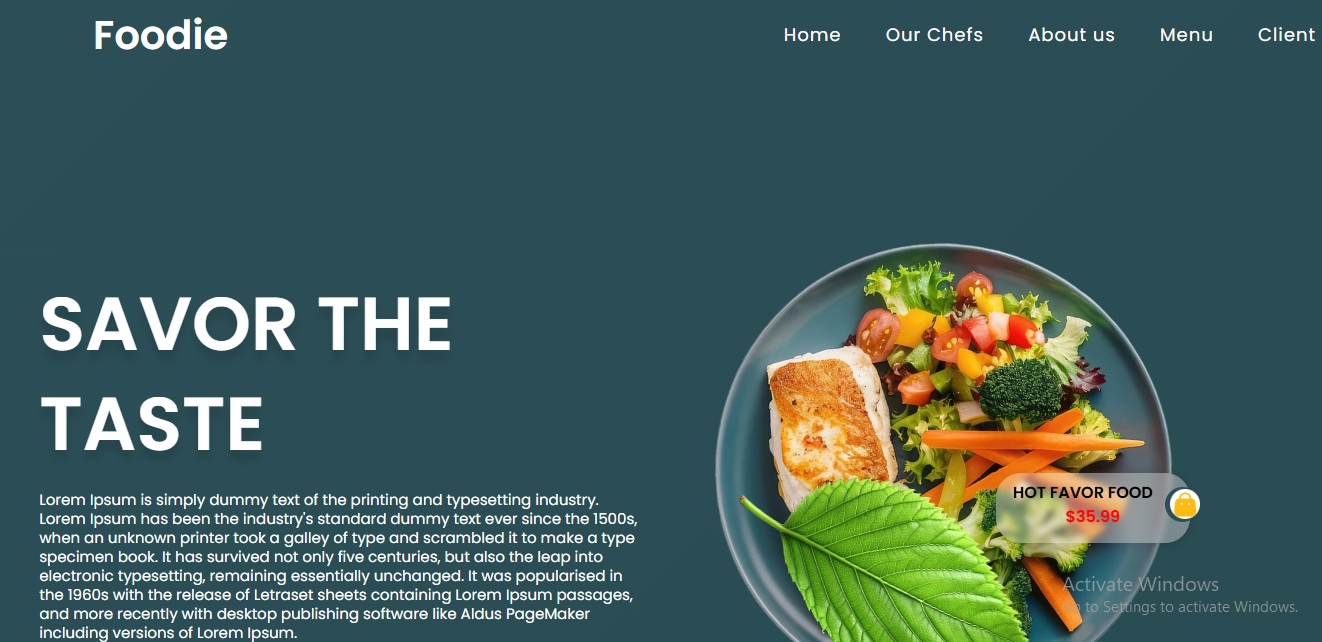 Foodie
Home Our Chefs About us Menu Client
SAVOR THE
TASTE
Lorem Ipsum is simply dummy text of the printing and typesetting industry.
Lorem Ipsum has been the industry's standard dummy text ever since the 1500s,
when an unknown printer took a galley of type and scrambled it to make a type
specimen book. It has survived not only five centuries, but also the leap into
electronic typesetting, remaining essentially unchanged. It was popularised in
the 1960s with the release of Letraset sheets containing Lorem Ipsum passages,
and more recently with desktop publishing software like Aldus PageMaker
including versions of Lorem Ipsum.
HOT FAVOR FOOD
$35.99
Activate Windows
Go to Settings to activate Windows.